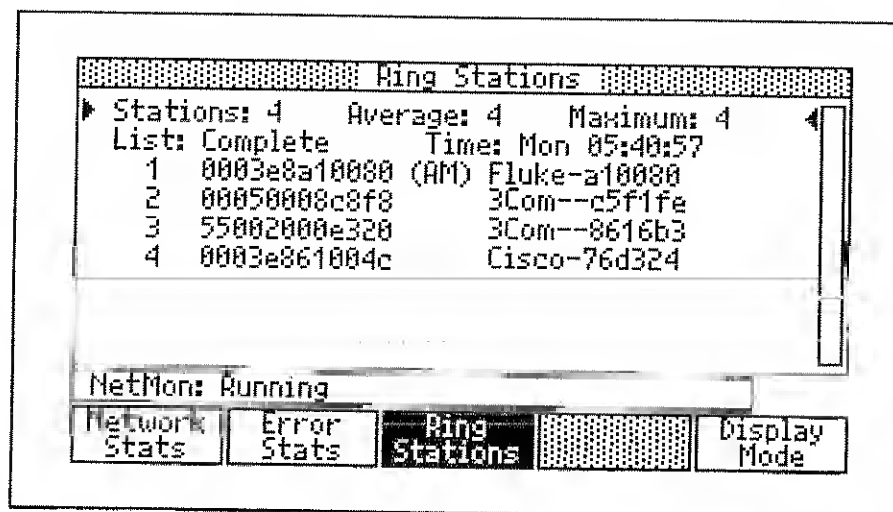 Ring Stations
Stations: 4 Average: 4 Maximum: 4
List: Complete Time: Mon 05:40:57
1 0003e8a10080 (AM) Fluke-a10080
2 00050008c8f8 3Com--c5f1fe
3 55002000e320 3Com--8616b3
4 0003e861004c Cisco-76d324
NetMon: Running
Network Stats
Error Stats
Ring Stations
Display Mode